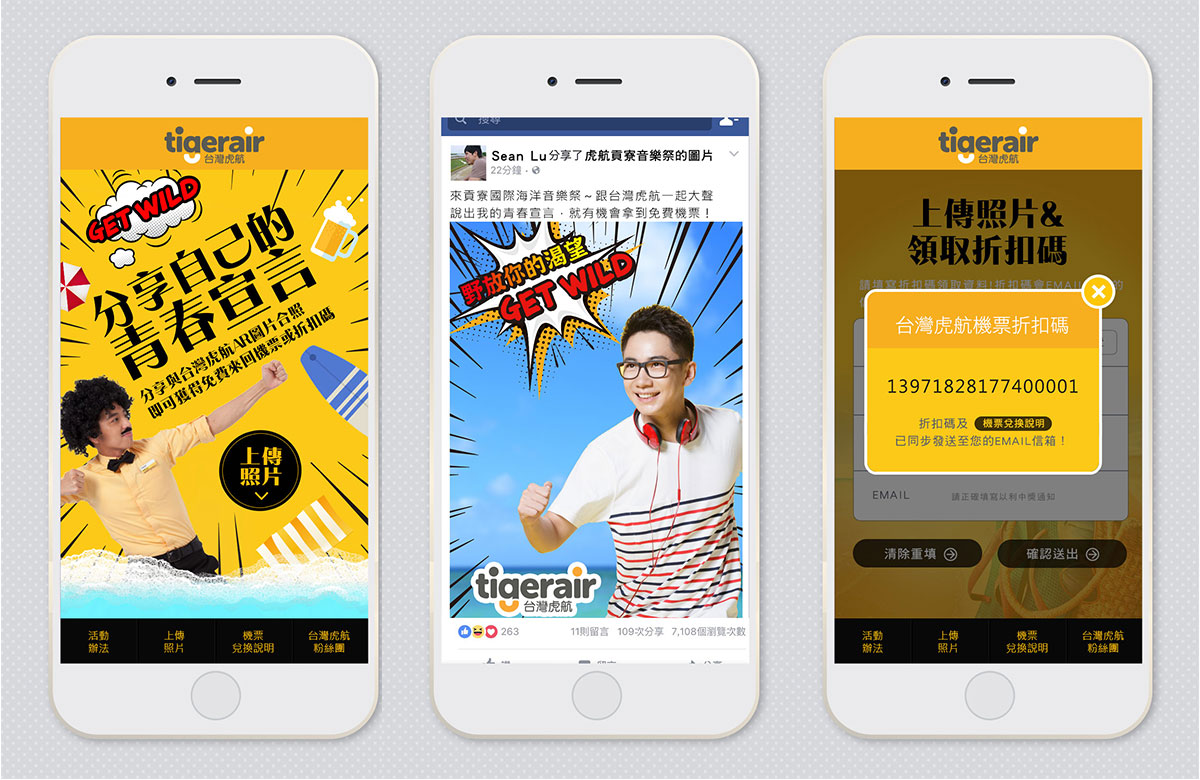 tigerair
台灣虎航
GET WILD
分享自己的
青春宣言
分享與台灣虎航AR圖片合照
即可獲得免費來回機票或折扣碼
上傳
照片
活動
辦法
上傳
照片
機票
兌換說明
台灣虎航
粉絲團
搜尋
Sean Lu分享了虎航貢寮音樂祭的圖片
22分鐘 ·
來貢寮國際海洋音樂祭~跟台灣虎航一起大聲
說出我的青春宣言，就有機會拿到免費機票！
野放你的渴望
GET WILD
tigerair
台灣虎航
263
11則留言 109次分享 7,108個瀏覽次數
tigerair
台灣虎航
上傳照片&
領取折扣碼
請填寫折扣碼領取資料!折扣碼會EMAIL
的
台灣虎航機票折扣碼
13971828177400001
折扣碼及 機票兌換說明
已同步發送至您的EMAIL信箱！
EMAIL 請正確填寫以利中獎通知
清除重填
確認送出
活動
辦法
上傳
照片
機票
兌換說明
台灣虎航
粉絲團